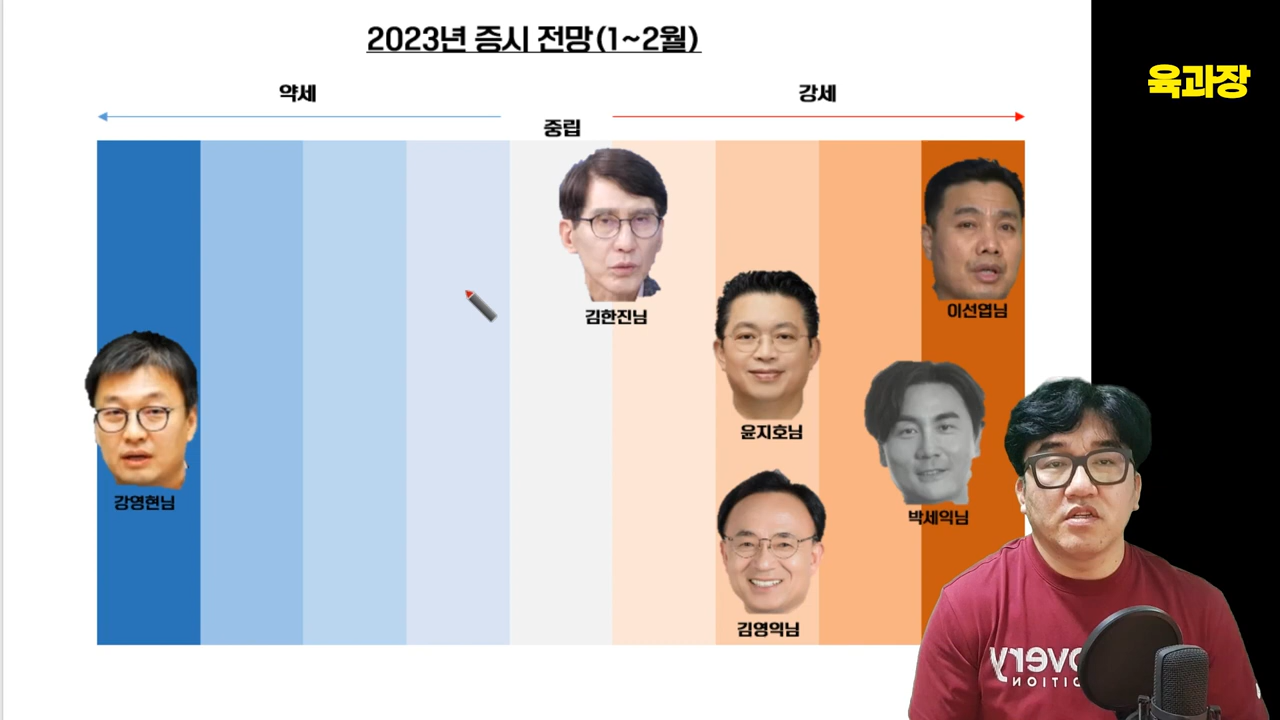 2023년 증시 전망(1~2월)
육과장
약세
강세
중립
이선엽님
김한진님
윤지호님
강영현님
박세익님
김영익님
overy
DITION